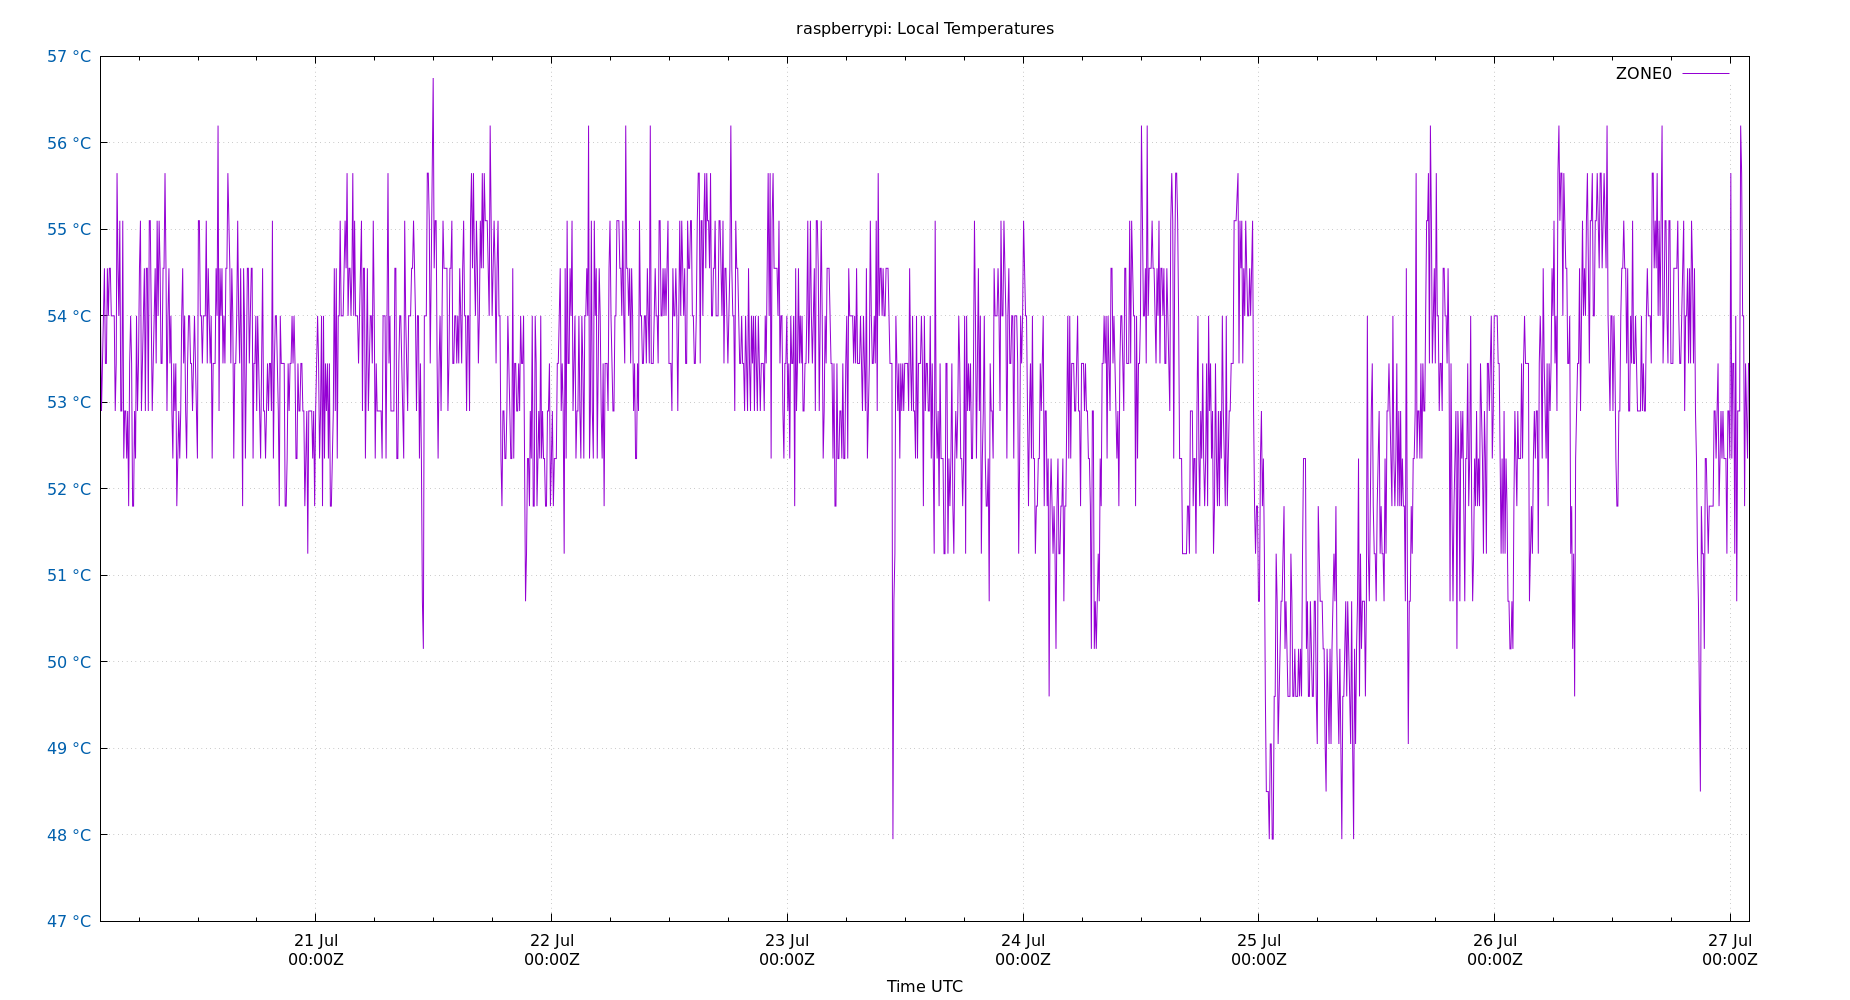 raspberrypi: Local Temperatures
57 °C
ZONE0
56 °C
55 °C
54 °C
53 °C
52 °C
51 °C
50 °C
49 °C
48 °C
47 °C
21 Jul 22 Jul 23 Jul 24 Jul 25 Jul 26 Jul 27 Jul
00:00Z 00:00Z 00:00Z 00:00Z 00:00Z 00:00Z 00:00Z
Time UTC